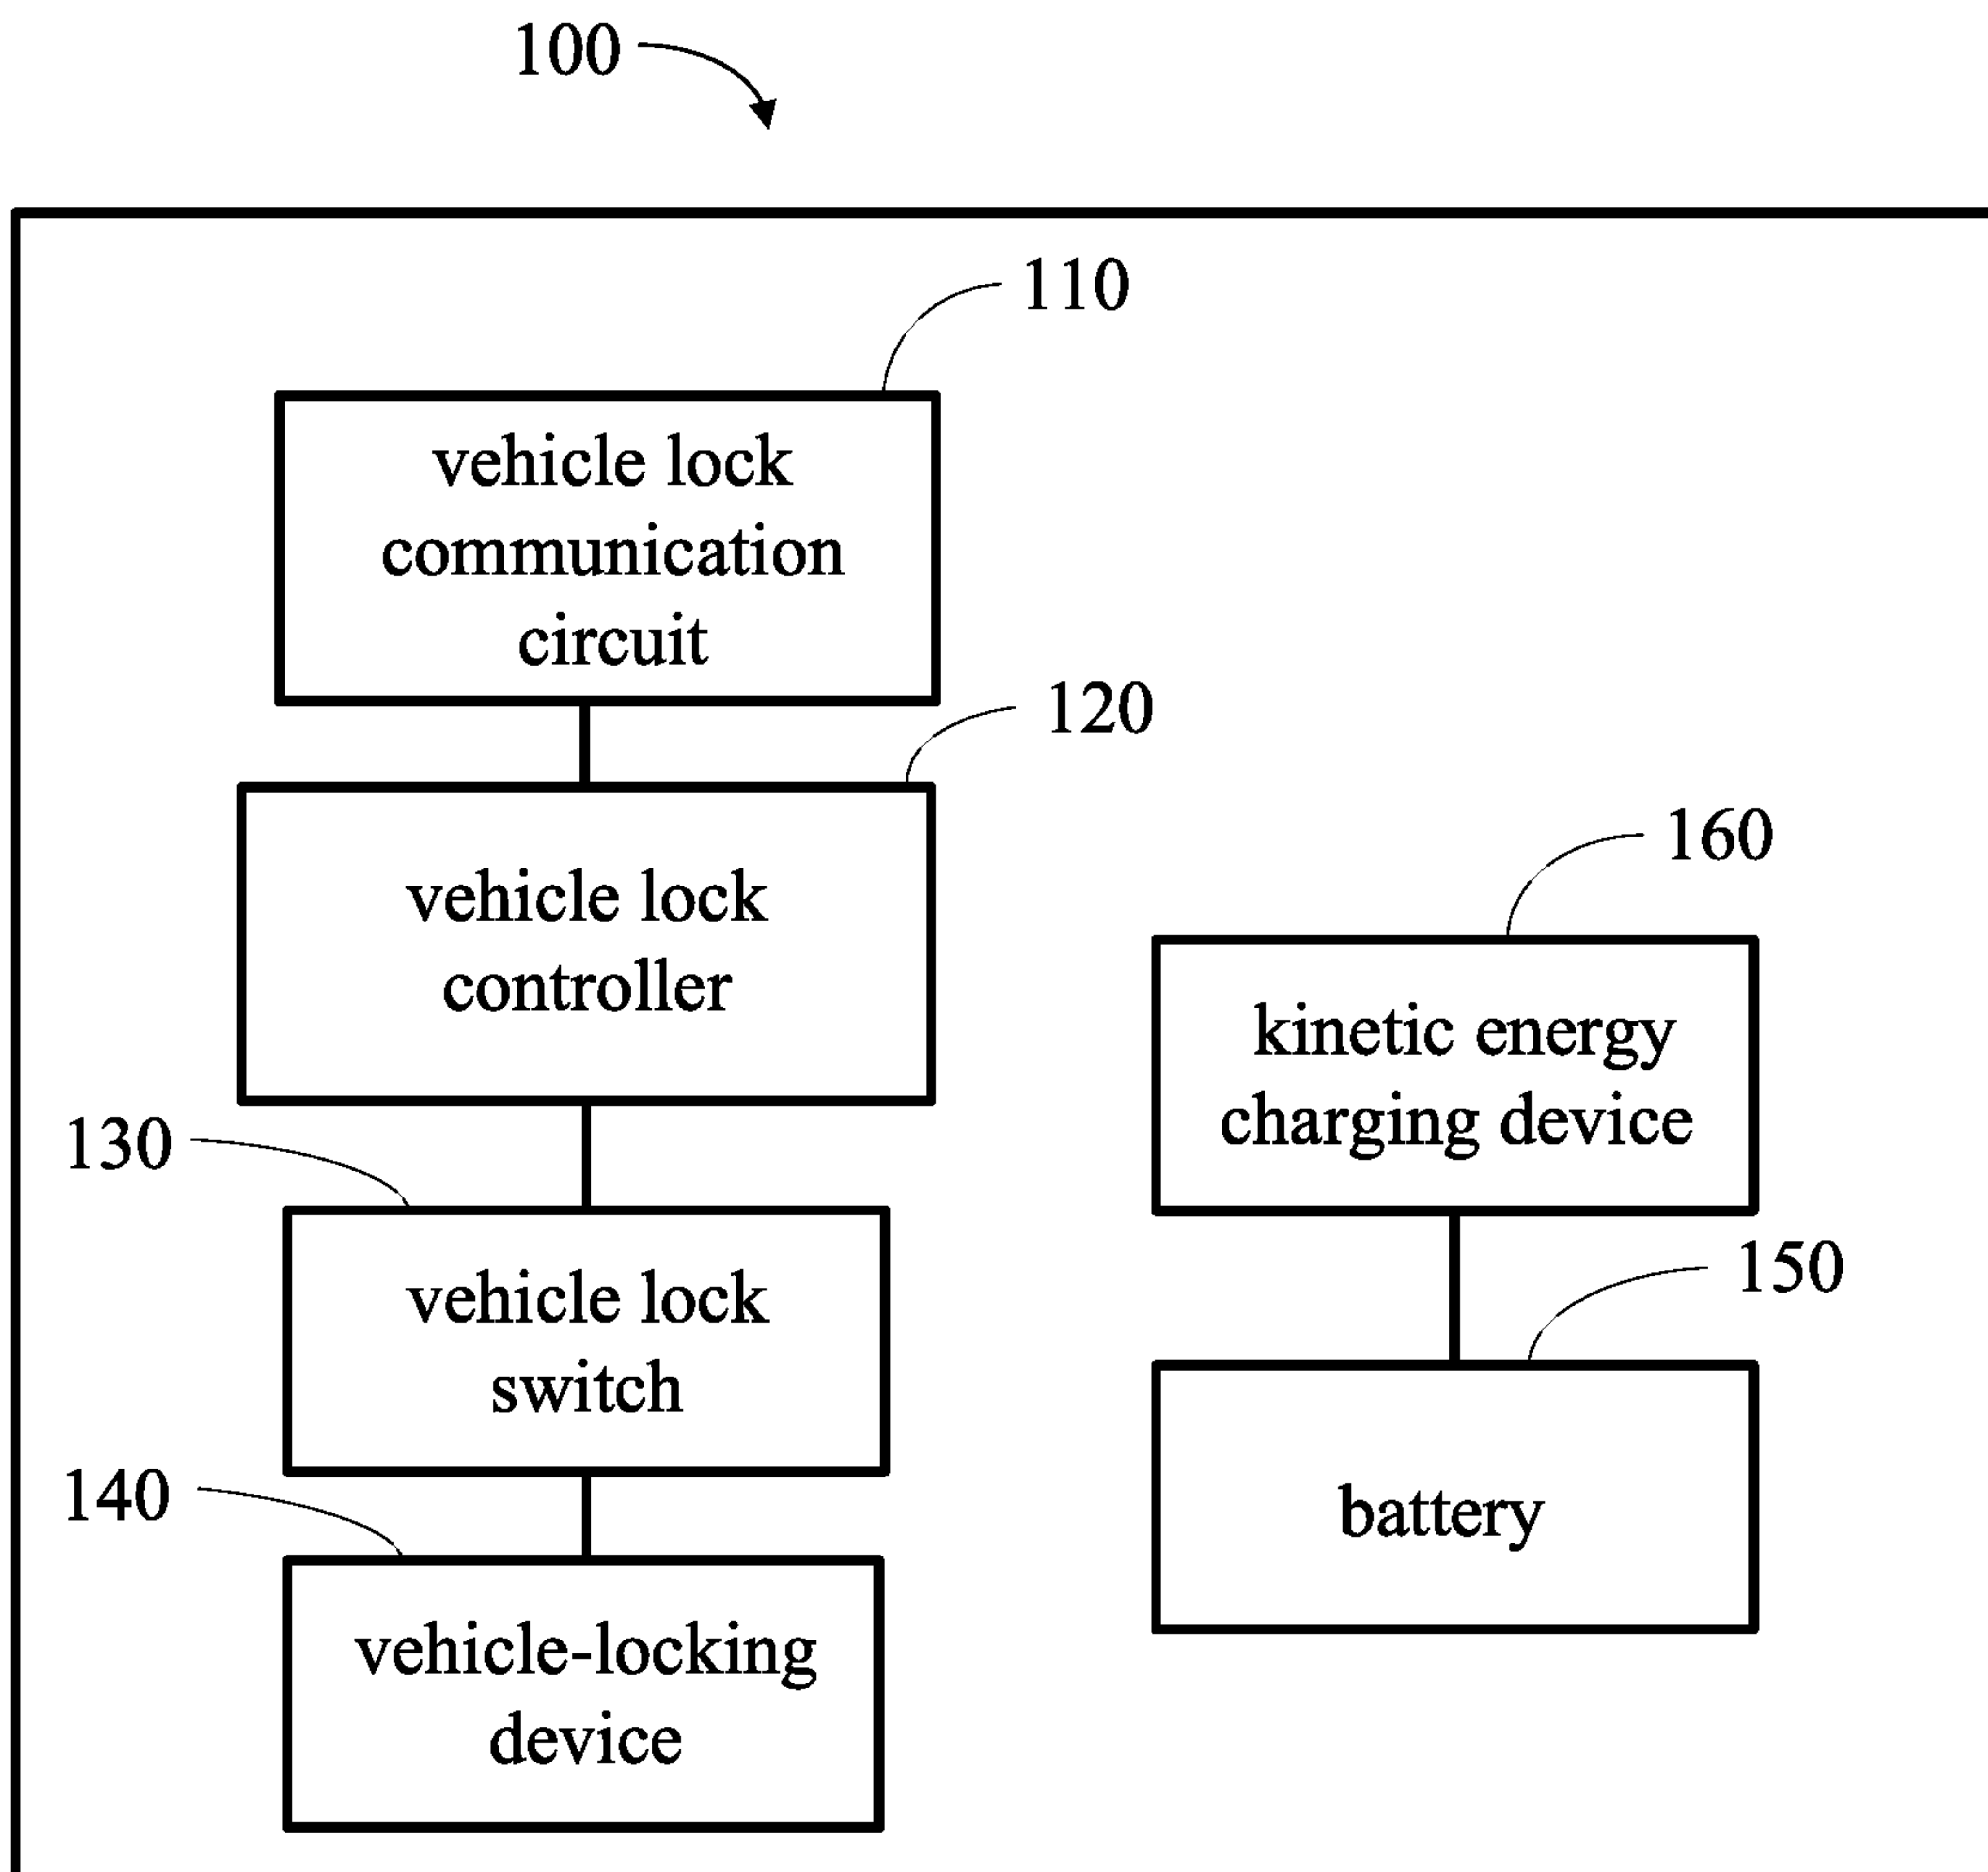 100
110
vehicle lock
communication
circuit
120
vehicle lock
controller
160
kinetic energy
charging device
130
vehicle lock
switch
150
battery
140
vehicle-locking
device